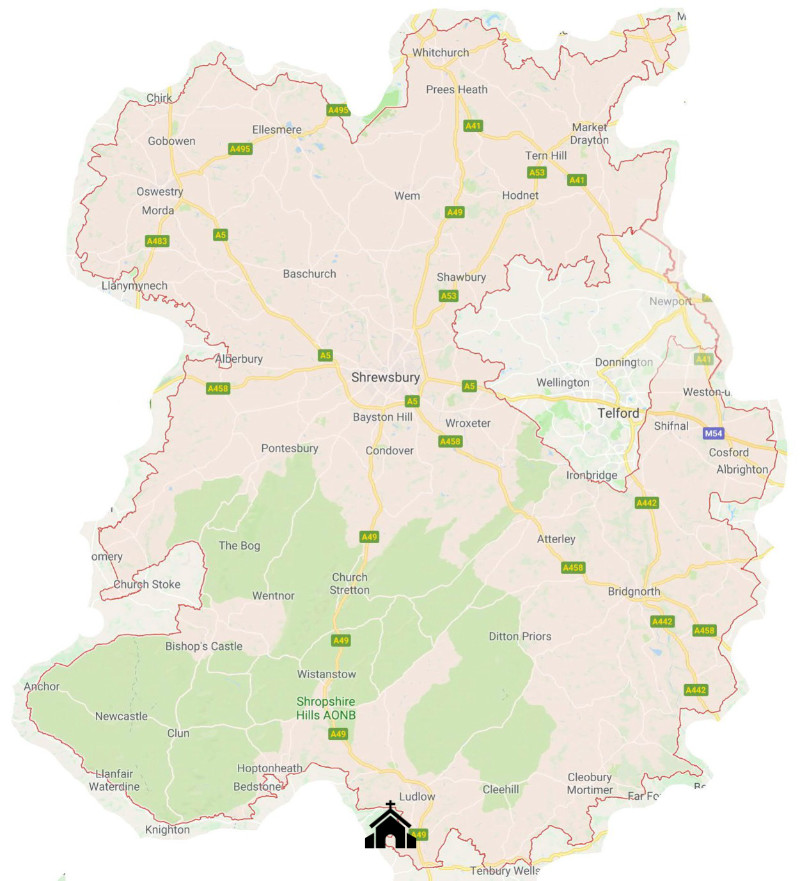 M
Whitchurch
Prees Heath
Chirk
A495
Ellesmere
A41
Market
Drayton
Gobowen
A495
Tern Hill
A53
A41
Oswestry
Wem
Hodnet
Morda
A49
A483
A5
Baschurch
Shawbury
Llanymynech
A53
Newport
Alberbury
A5
Donnington
A41
Shrewsbury
Wellington
A458
A5
Weston-u
A5
Telford
Bayston Hill
Wroxeter
Shifnal
M54
A458
Pontesbury
Condover
Cosford
Albrighton
Ironbridge
A442
A49
Atterley
The Bog
omery
A458
Church
Stretton
Church Stoke
Wentnor
Bridgnorth
A442
A458
A49
Ditton Priors
Bishop's Castle
Wistanstow
Anchor
A442
Shropshire
Hills AONB
Newcastle
Clun
A49
Hoptonheath
Llanfair
Waterdine
Bedstone
Cleobury
Mortimer
Cleehill
Ludlow
Far Fo
Knighton
A49
Tenbury Wells